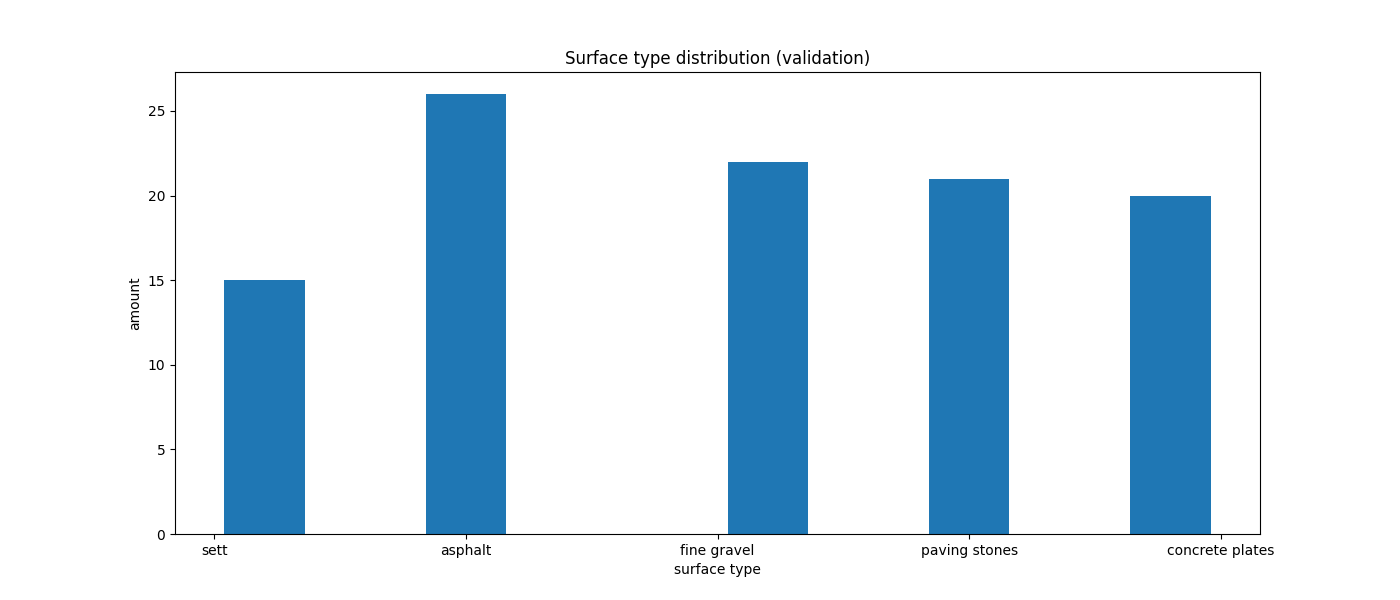 Surface type distribution (validation)
25
20
15
10
5
0
amount
sett asphalt fine gravel paving stones concrete plates
surface type